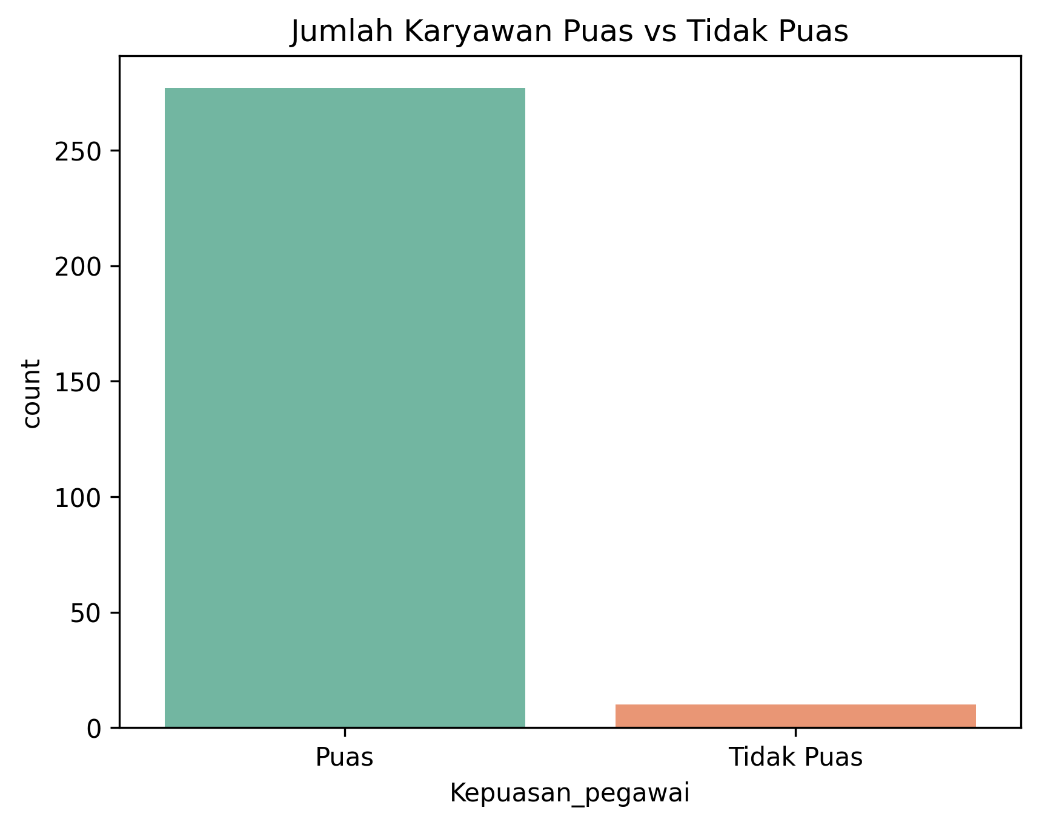 Jumlah Karyawan Puas vs Tidak Puas
250
200
150
100
50
0
count
Puas
Tidak Puas
Kepuasan_pegawai